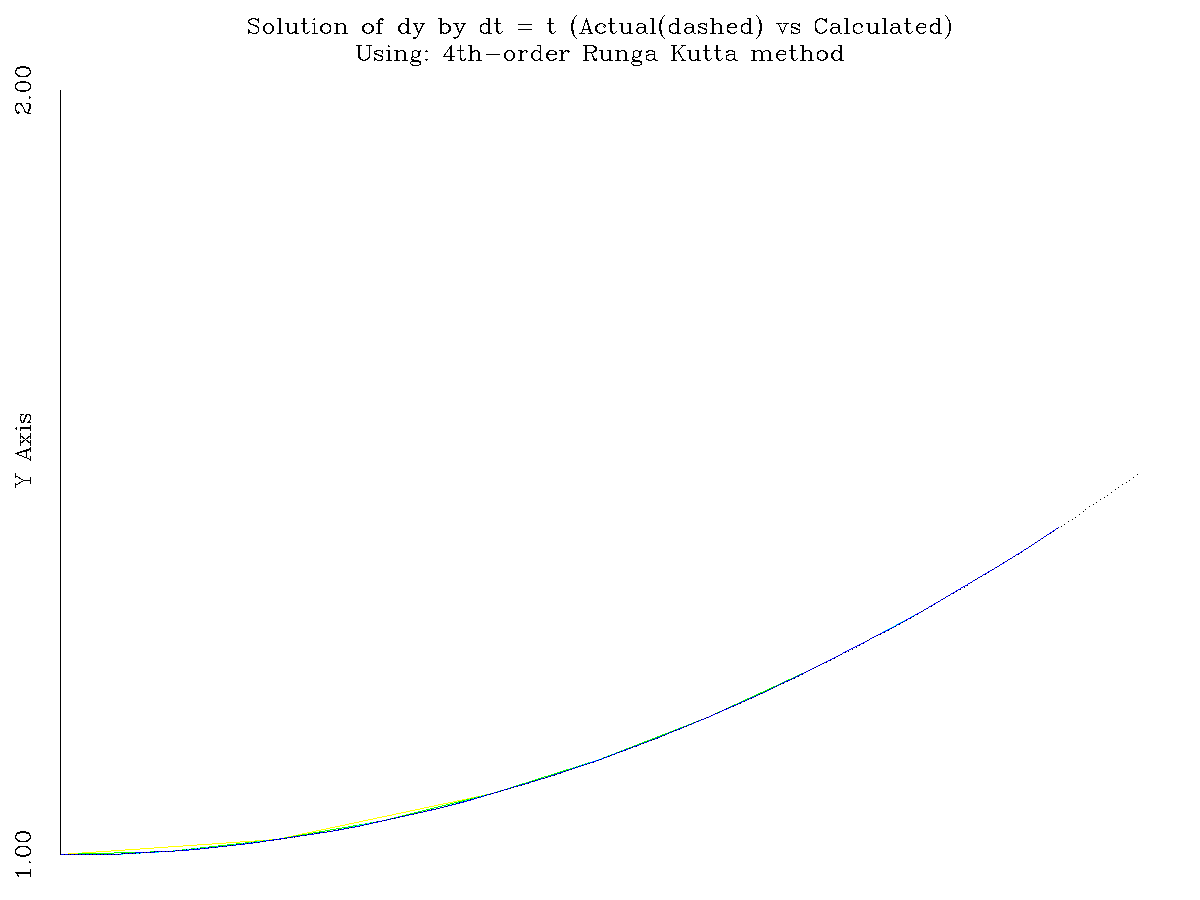 Solution of dy by dt = t (Actual(dashed) vs Calculated)
Using: 4th-order Runga Kutta method
2.00
Y Axis
1.00